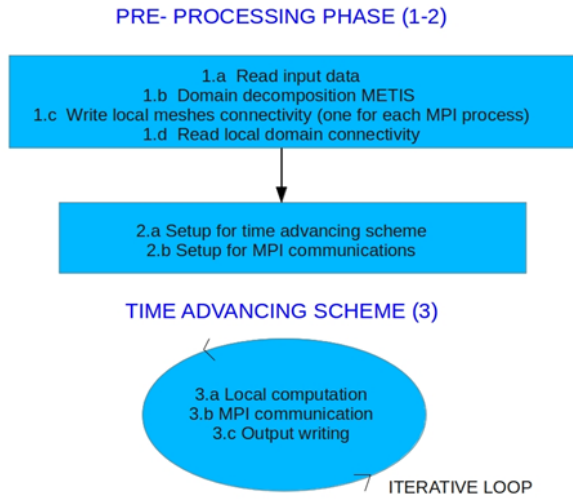 PRE- PROCESSING PHASE (1-2)
1.a Read input data
1.b Domain decomposition METIS
1.c Write local meshes connectivity (one for each MPI process)
1.d Read local domain connectivity
2.a Setup for time advancing scheme
2.b Setup for MPI communications
TIME ADVANCING SCHEME (3)
3.a Local computation
3.b MPI communication
3.c Output writing
ITERATIVE LOOP